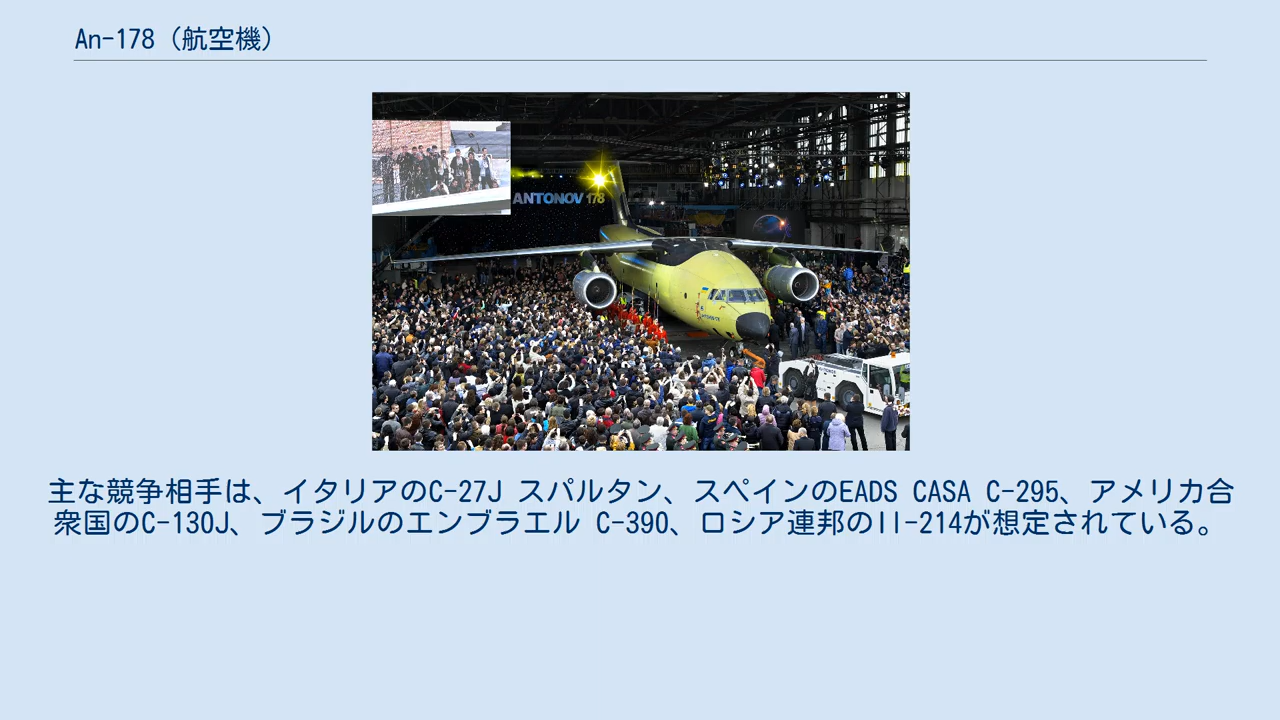 An-178（航空機）
ANTONOV 178
主な競争相手は、イタリアのC-27J スパルタン、スペインのEADS CASA C-295、アメリカ合
衆国のC-130J、ブラジルのエンブラエル C-390、ロシア連邦のIl-214が想定されている。